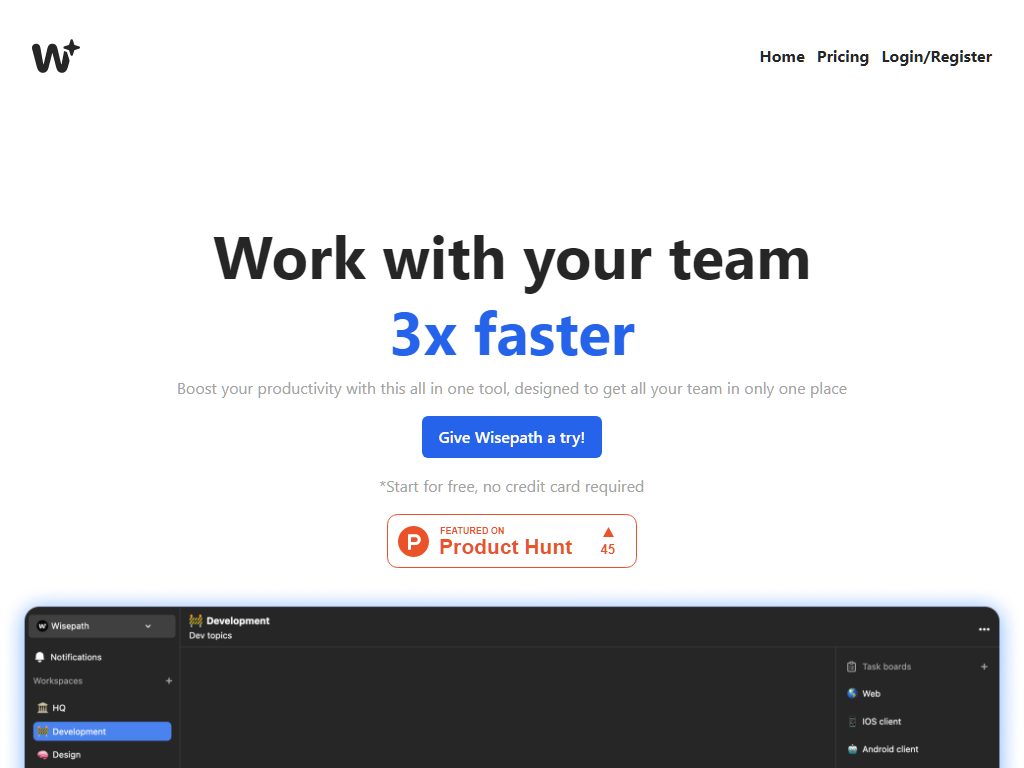 W
Home Pricing Login/Register
Work with your team
3x faster
Boost your productivity with this all in one tool, designed to get all your team in only one place
Give Wisepath a try!
*Start for free, no credit card required
P
FEATURED ON
Product Hunt
45
W Wisepath
Notifications
Workspaces +
HQ
Development
Design
Development
Dev topics
Task boards +
Web
IOS client
Android client